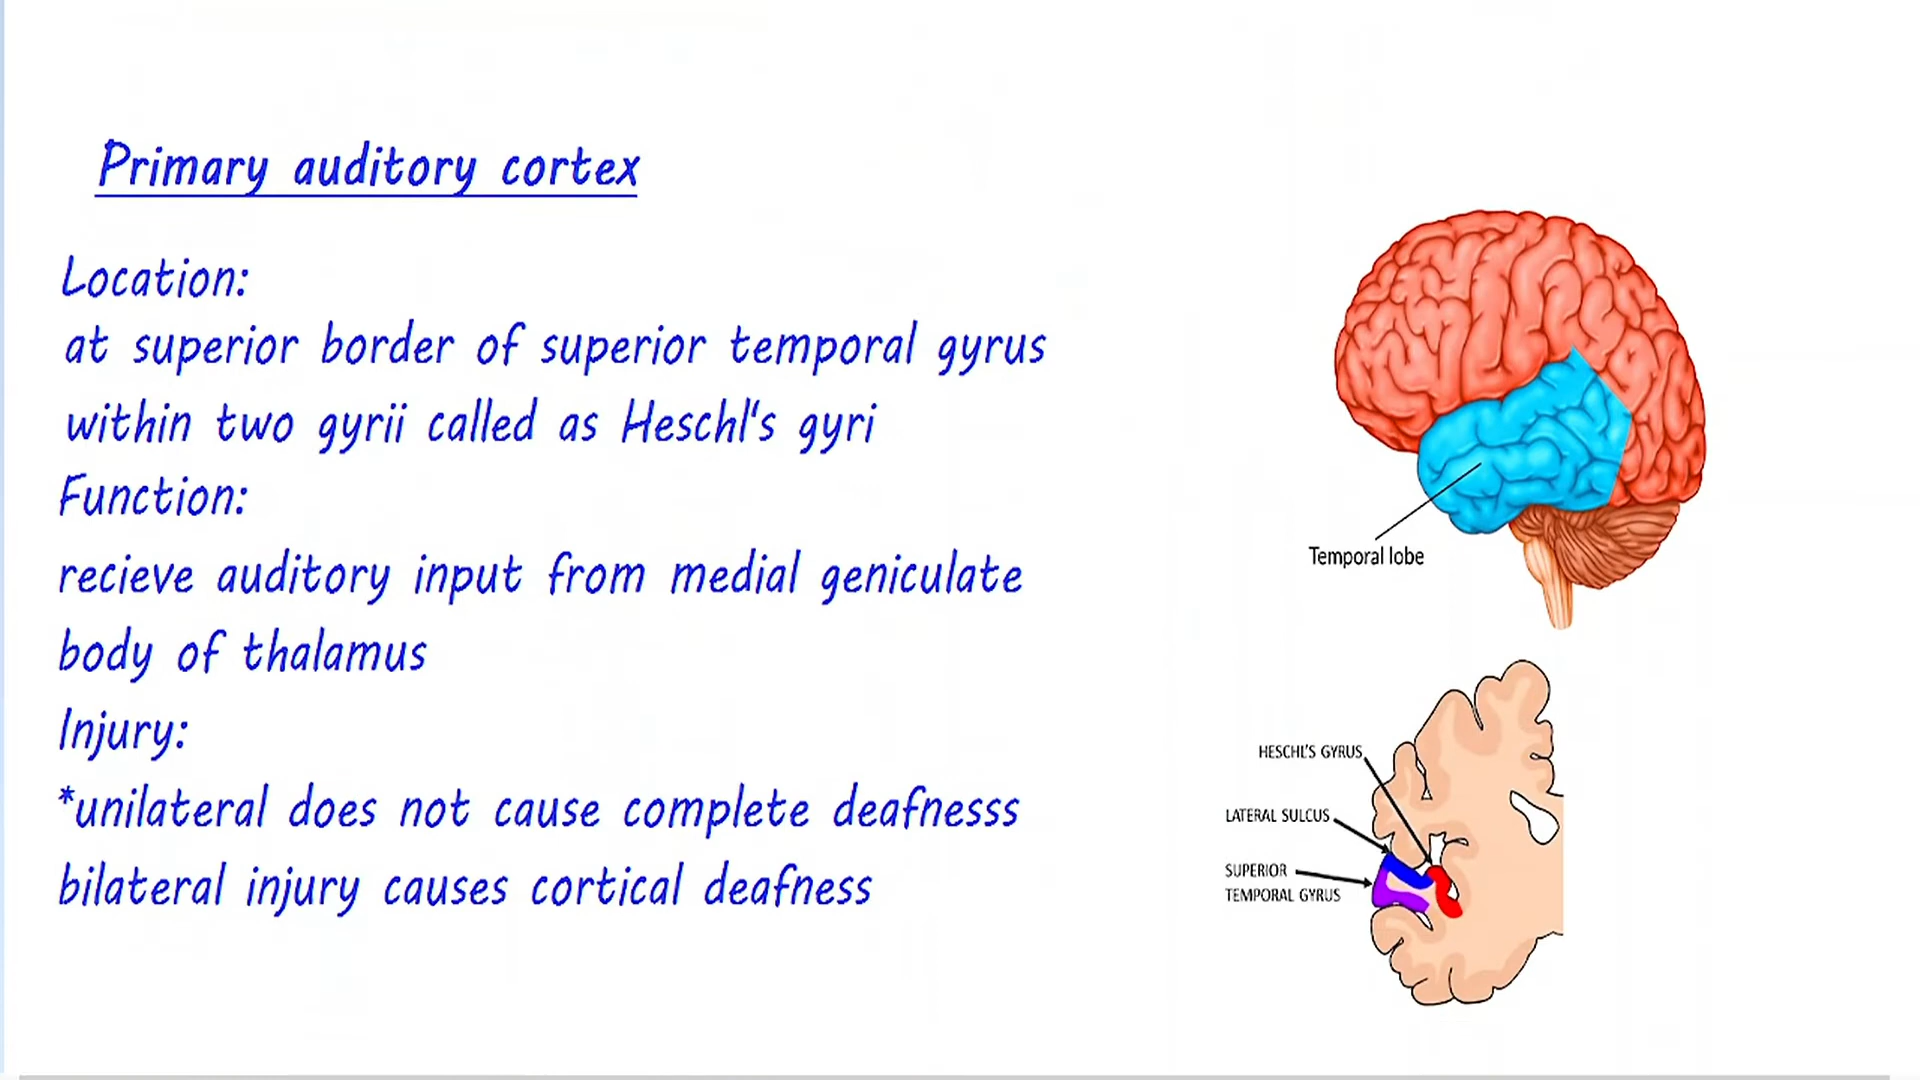 Primary auditory cortex
Location:
at superior border of superior temporal gyrus
within two gyrii called as Heschl's gyri
Function:
recieve auditory input from medial geniculate
body of thalamus
Injury:
*unilateral does not cause complete deafnesss
bilateral injury causes cortical deafness
Temporal lobe
HESCHL'S GYRUS
LATERAL SULCUS
SUPERIOR
TEMPORAL GYRUS